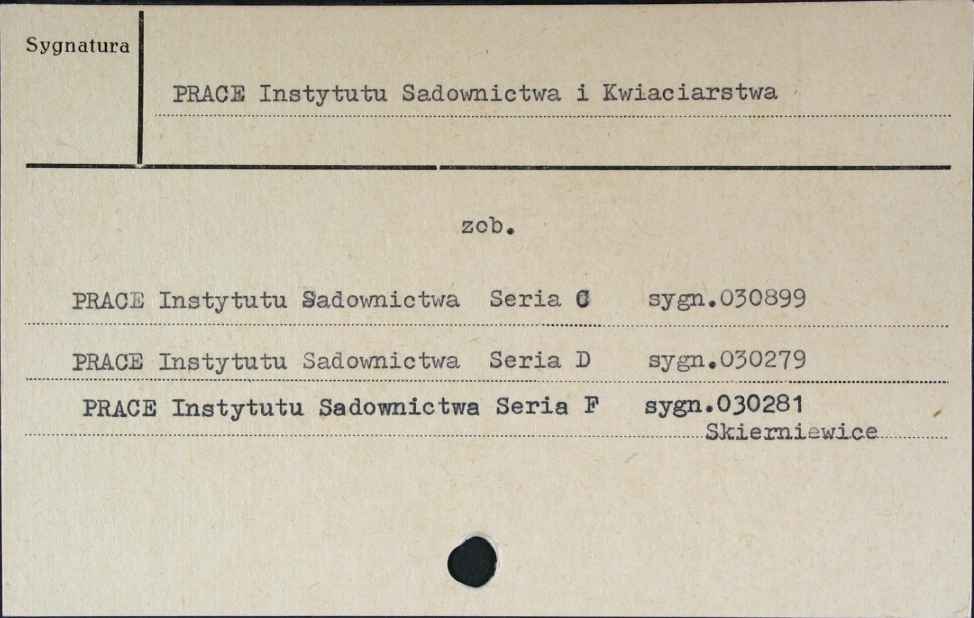 Sygnatura
PRACE Instytutu Sadownictwa i Kwiaciarstwa
zob.
PRACE Instytutu Sadownictwa Seria C sygn.030899
PRACE Instytutu Sadownictwa Seria D sygn.030279
PRACE Instytutu Sadownictwa Seria F sygn.030281
Skierniewice